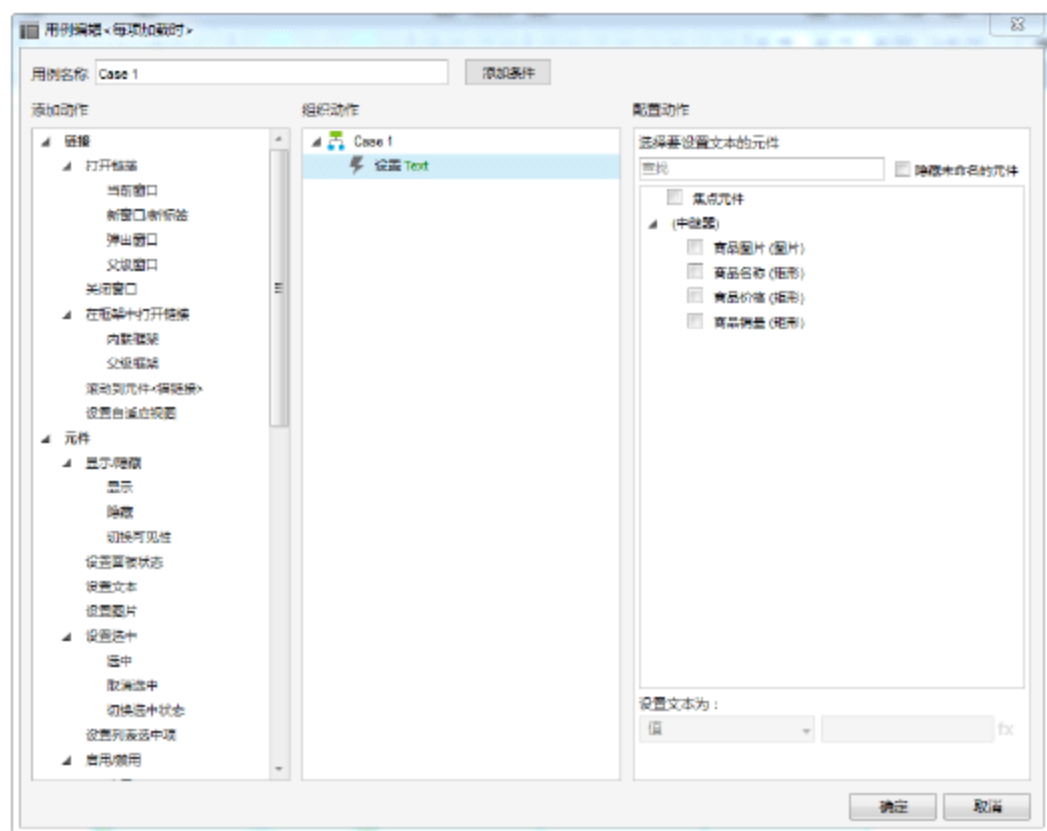 用例编辑<每项加载时>
用例名称 Case 1 添加条件
添加动作
链接
打开链接
当前窗口
新窗口/新标签
弹出窗口
父级窗口
关闭窗口
在框架中打开链接
内联框架
父级框架
滚动到元件<锚链接>
设置自适应视图
元件
显示/隐藏
显示
隐藏
切换可见性
设置面板状态
设置文本
设置图片
设置选中
选中
取消选中
切换选中状态
设置列表选中项
启用/禁用
组织动作
Case 1
设置 Text
配置动作
选择要设置文本的元件
查找 隐藏未命名的元件
焦点元件
(中继器)
商品图片 (图片)
商品名称 (矩形)
商品价格 (矩形)
商品销量 (矩形)
设置文本为：
值 fx
确定 取消